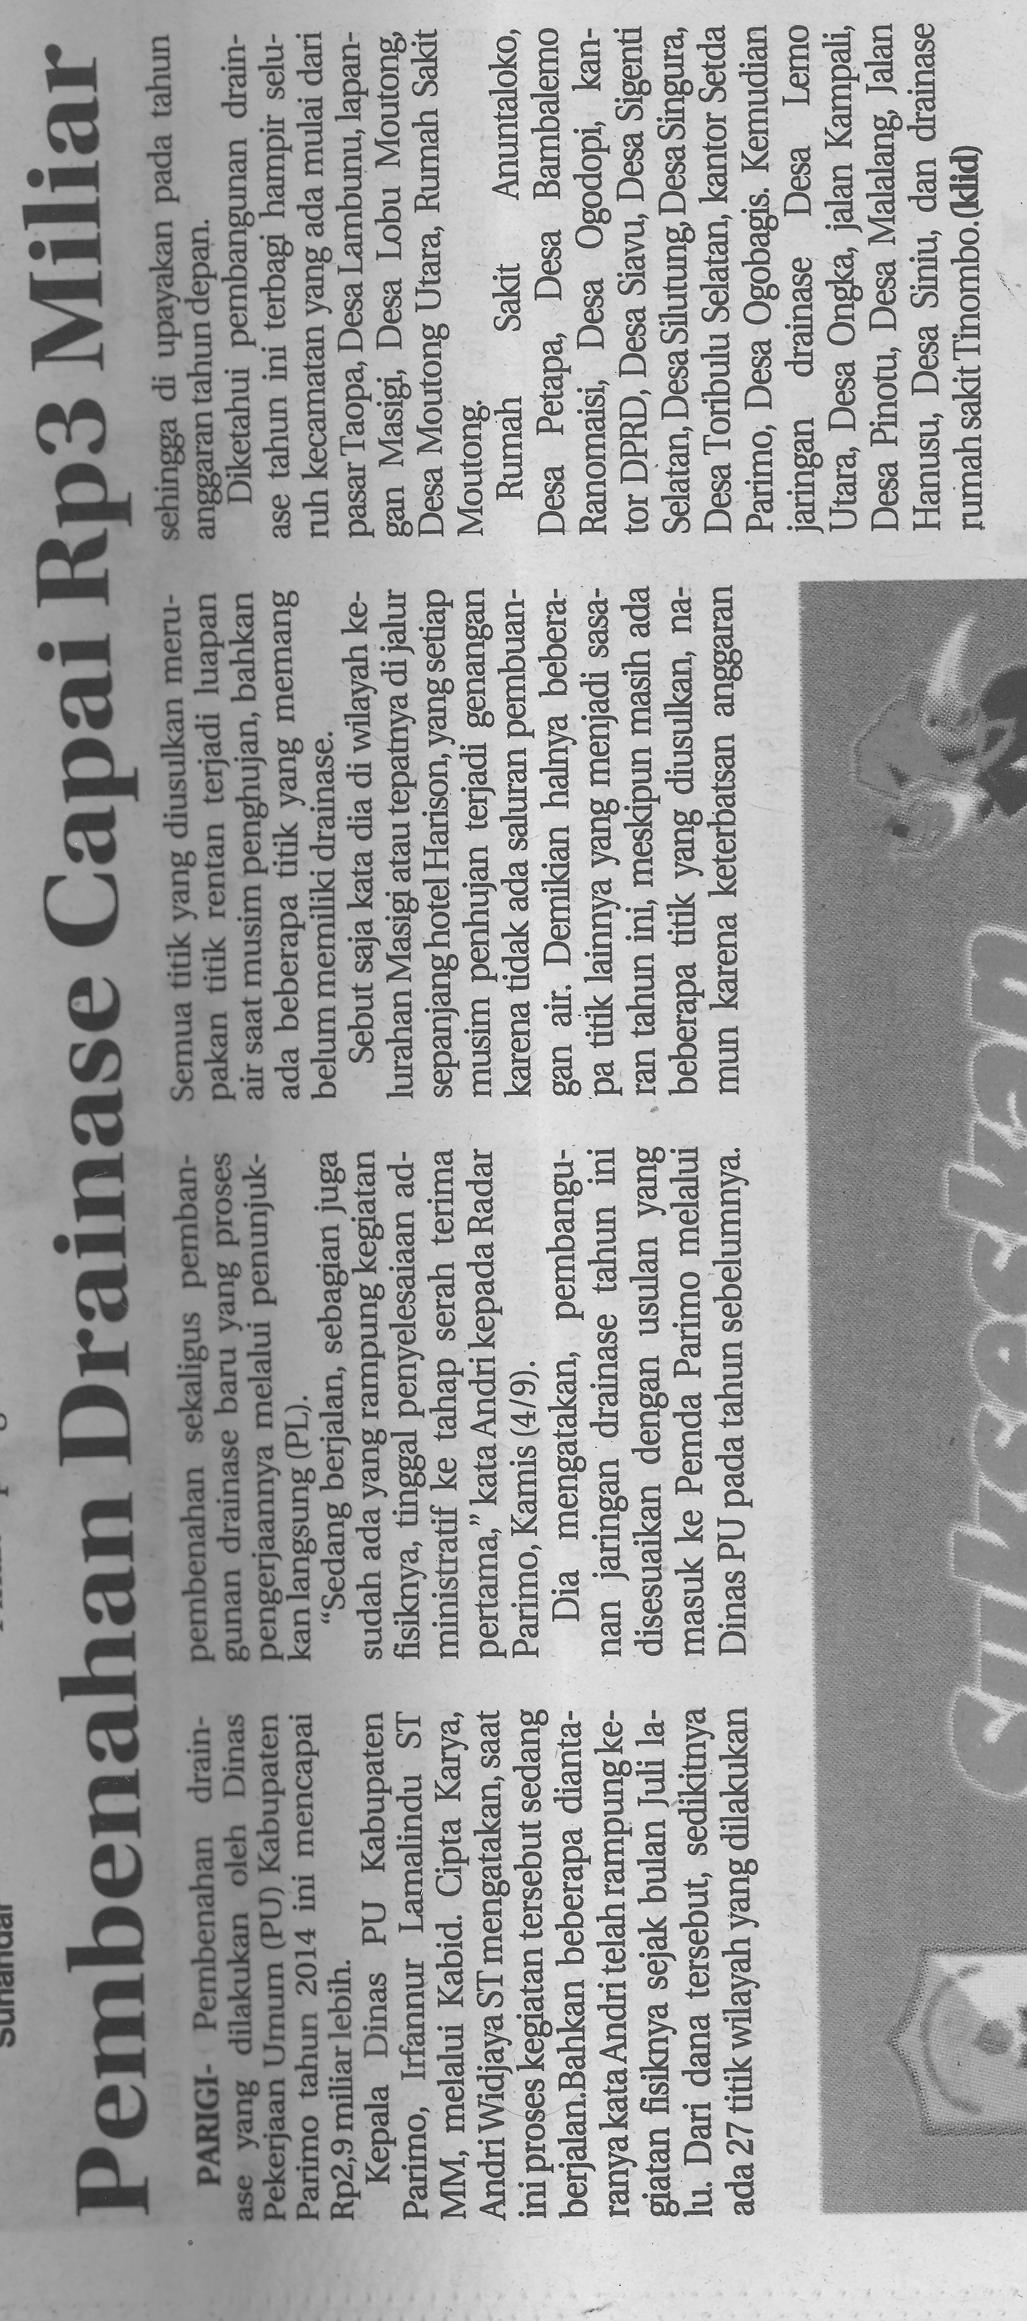 Pembenahan Drainase Capai Rp3 Miliar
PARIGI- Pembenahan drain-
ase yang dilakukan oleh Dinas
Pekerjaan Umum (PU) Kabupaten
Parimo tahun 2014 ini mencapai
Rp2,9 miliar lebih.
Kepala Dinas PU Kabupaten
Parimo, Irfannur Lamalindu ST
MM, melalui Kabid. Cipta Karya,
Andri Widjaya ST mengatakan, saat
ini proses kegiatan tersebut sedang
berjalan.Bahkan beberapa dianta-
ranya kata Andri telah rampung ke-
giatan fisiknya sejak bulan Juli la-
lu. Dari dana tersebut, sedikitnya
ada 27 titik wilayah yang dilakukan
pembenahan sekaligus pemban-
gunan drainase baru yang proses
pengerjaannya melalui penunjuk-
kan langsung (PL).
“Sedang berjalan, sebagian juga
sudah ada yang rampung kegiatan
fisiknya, tinggal penyelesaiaan ad-
ministratif ke tahap serah terima
pertama,” kata Andri kepada Radar
Parimo, Kamis (4/9).
Dia mengatakan, pembangu-
nan jaringan drainase tahun ini
disesuaikan dengan usulan yang
masuk ke Pemda Parimo melalui
Dinas PU pada tahun sebelumnya.
Semua titik yang diusulkan meru-
pakan titik rentan terjadi luapan
air saat musim penghujan, bahkan
ada beberapa titik yang memang
belum memiliki drainase.
Sebut saja kata dia di wilayah ke-
lurahan Masigi atau tepatnya di jalur
sepanjang hotel Harison, yang setiap
musim penhujan terjadi genangan
karena tidak ada saluran pembuan-
gan air. Demikian halnya bebera-
pa titik lainnya yang menjadi sasa-
ran tahun ini, meskipun masih ada
beberapa titik yang diusulkan, na-
mun karena keterbatsan anggaran
sehingga di upayakan pada tahun
anggaran tahun depan.
Diketahui pembangunan drain-
ase tahun ini terbagi hampir selu-
ruh kecamatan yang ada mulai dari
pasar Taopa, Desa Lambunu, lapan-
gan Masigi, Desa Lobu Moutong,
Desa Moutong Utara, Rumah Sakit
Moutong.
Rumah Sakit Anuntaloko,
Desa Petapa, Desa Bambalemo
Ranomaisi, Desa Ogodopi, kan-
tor DPRD, Desa Siavu, Desa Sigenti
Selatan, Desa Silutung, Desa Singura,
Desa Toribulu Selatan, kantor Setda
Parimo, Desa Ogobagis. Kemudian
jaringan drainase Desa Lemo
Utara, Desa Ongka, jalan Kampali,
Desa Pinotu, Desa Malalang, Jalan
Hanusu, Desa Siniu, dan drainase
rumah sakit Tinombo.(klid)